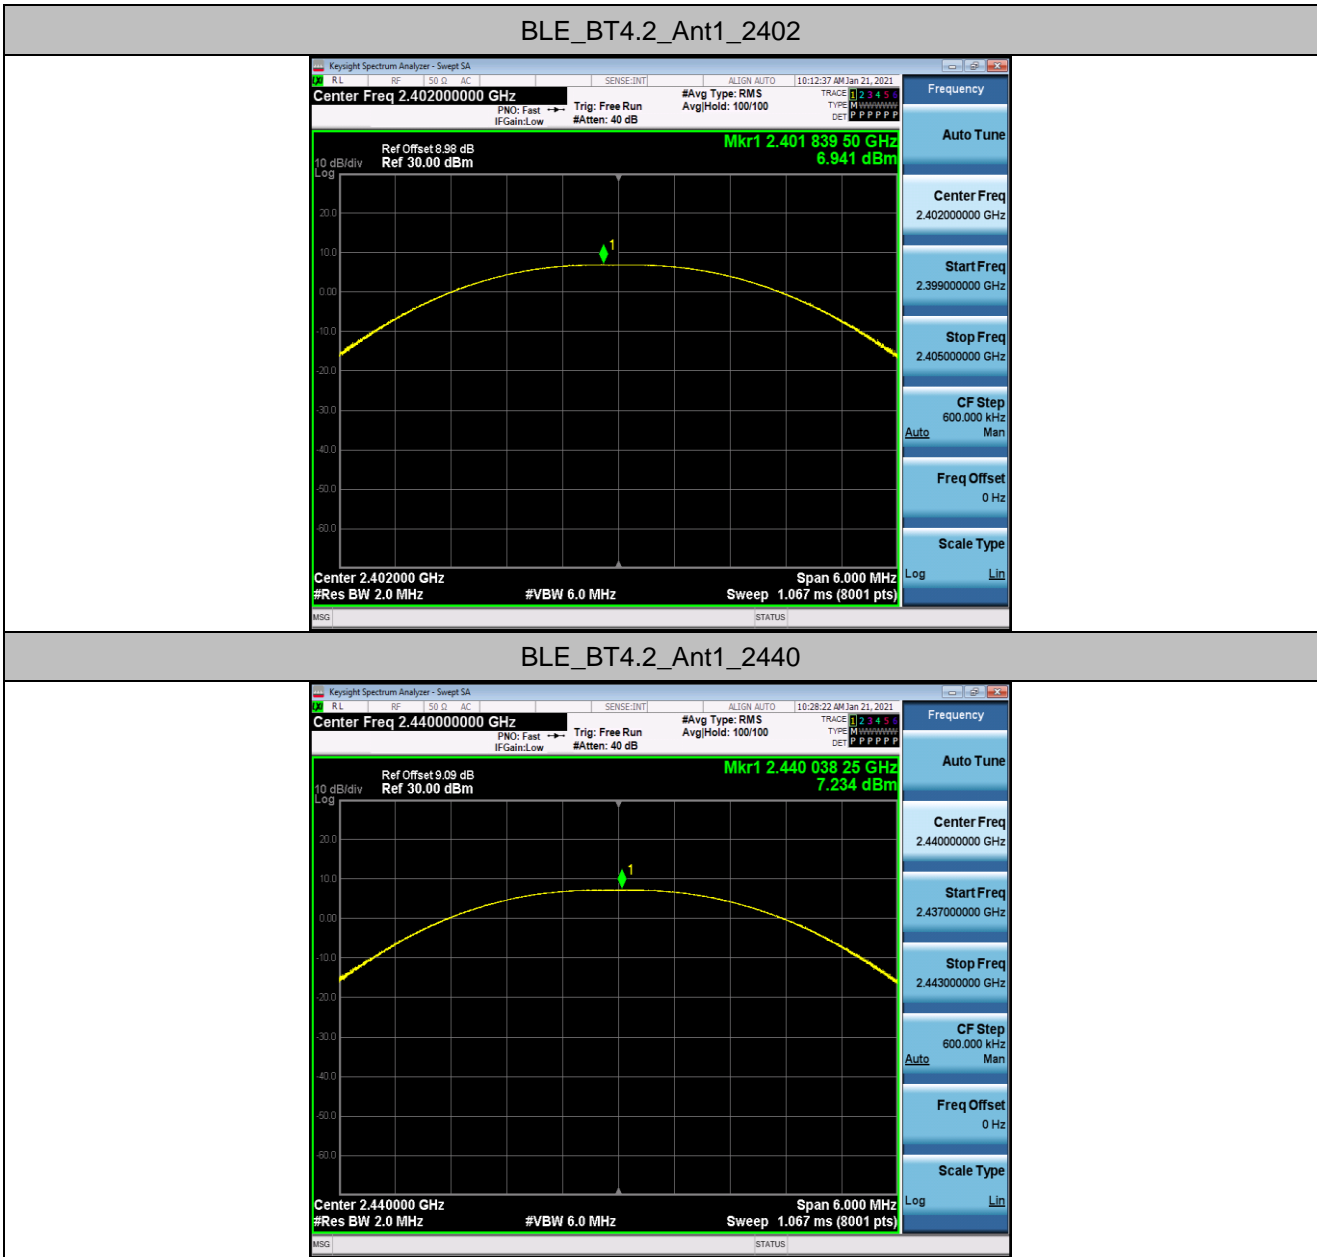 BLE_BT4.2_Ant1_2402
Keysight Spectrum Analyzer - Swept SA
RL RF 50 Ω AC SENSE:INT ALIGN AUTO 10:12:37 AM Jan 21, 2021
Center Freq 2.402000000 GHz
PNO: Fast
IFGain:Low
Trig: Free Run
#Atten: 40 dB
#Avg Type: RMS
Avg|Hold: 100/100
TRACE 1 2 3 4 5 6
TYPE M W W W W W
DET P P P P P P
Frequency
Mkr1 2.401 839 50 GHz
6.941 dBm
Ref Offset 8.98 dB
10 dB/div Ref 30.00 dBm
Log
20.0
10.0
0.00
-10.0
-20.0
-30.0
-40.0
-50.0
-60.0
1
Center 2.402000 GHz Span 6.000 MHz
#Res BW 2.0 MHz #VBW 6.0 MHz Sweep 1.067 ms (8001 pts)
MSG STATUS
Auto Tune
Center Freq
2.402000000 GHz
Start Freq
2.399000000 GHz
Stop Freq
2.405000000 GHz
CF Step
600.000 kHz
Auto Man
Freq Offset
0 Hz
Scale Type
Log Lin
BLE_BT4.2_Ant1_2440
Keysight Spectrum Analyzer - Swept SA
RL RF 50 Ω AC SENSE:INT ALIGN AUTO 10:28:22 AM Jan 21, 2021
Center Freq 2.440000000 GHz
PNO: Fast
IFGain:Low
Trig: Free Run
#Atten: 40 dB
#Avg Type: RMS
Avg|Hold: 100/100
TRACE 1 2 3 4 5 6
TYPE M W W W W W
DET P P P P P P
Frequency
Mkr1 2.440 038 25 GHz
7.234 dBm
Ref Offset 9.09 dB
10 dB/div Ref 30.00 dBm
Log
20.0
10.0
0.00
-10.0
-20.0
-30.0
-40.0
-50.0
-60.0
1
Center 2.440000 GHz Span 6.000 MHz
#Res BW 2.0 MHz #VBW 6.0 MHz Sweep 1.067 ms (8001 pts)
MSG STATUS
Auto Tune
Center Freq
2.440000000 GHz
Start Freq
2.437000000 GHz
Stop Freq
2.443000000 GHz
CF Step
600.000 kHz
Auto Man
Freq Offset
0 Hz
Scale Type
Log Lin